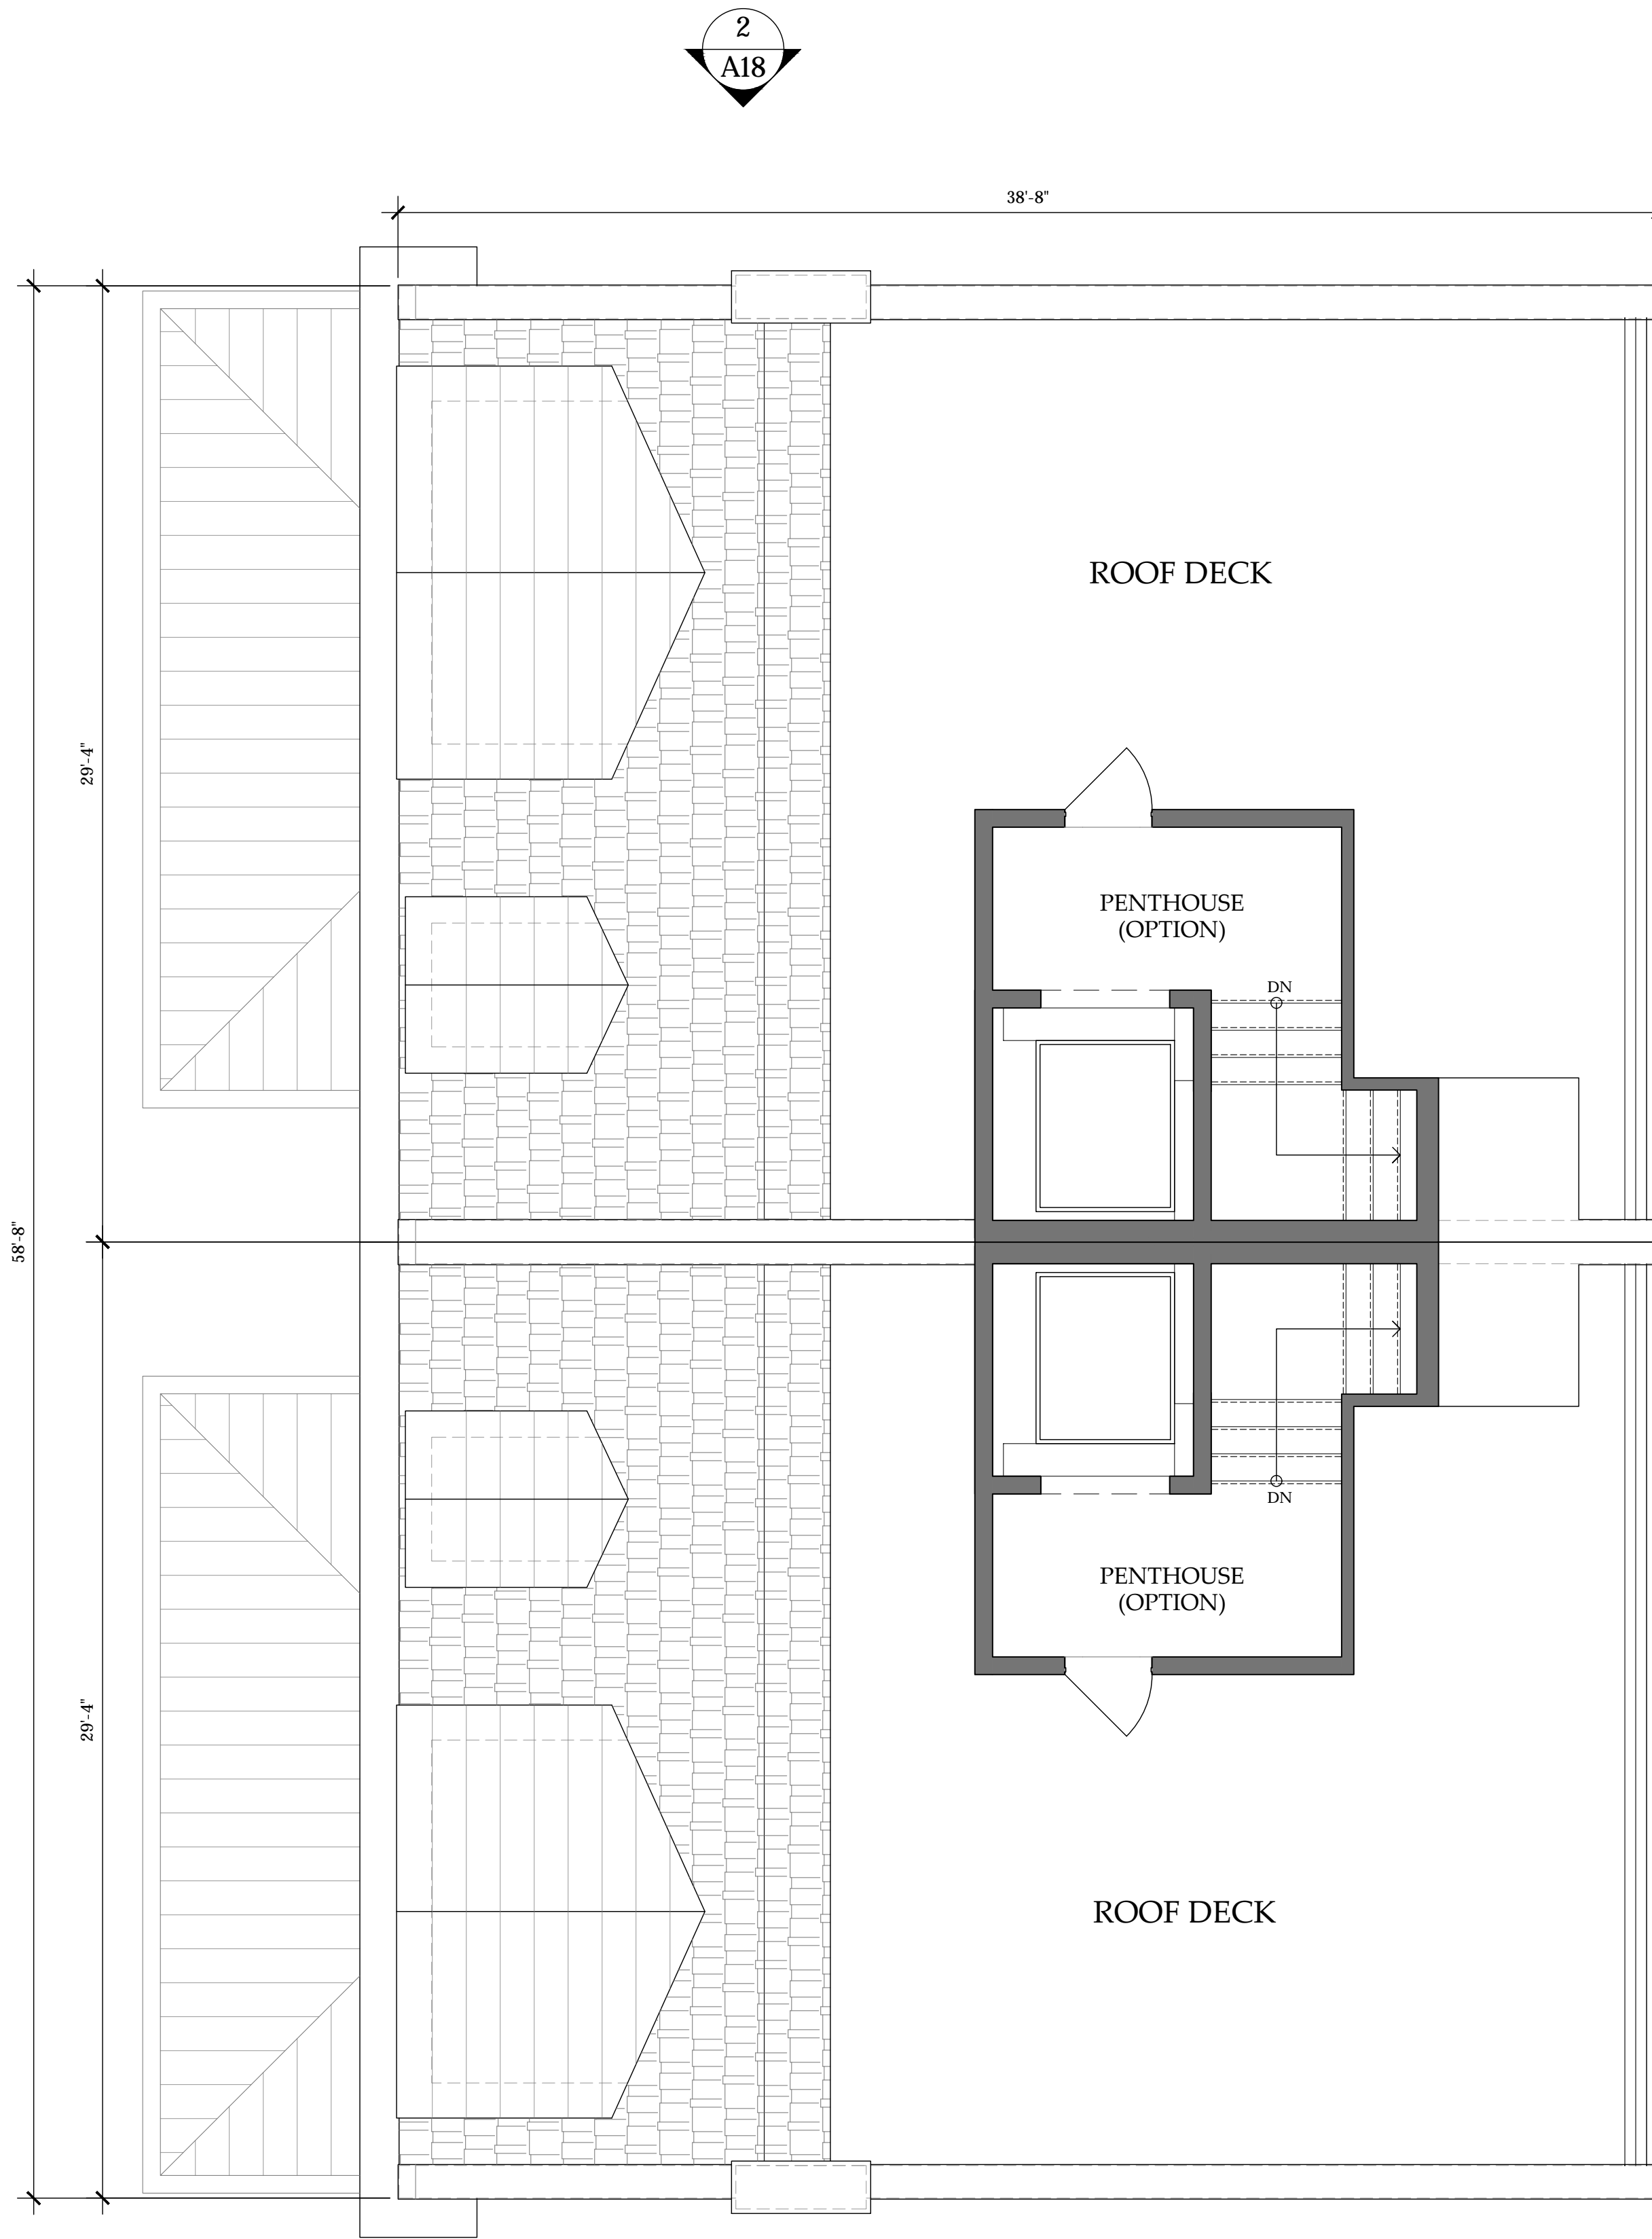 2
A18
38'-8"
ROOF DECK
29'-4"
PENTHOUSE
(OPTION)
DN
58'-8"
DN
PENTHOUSE
(OPTION)
29'-4"
ROOF DECK